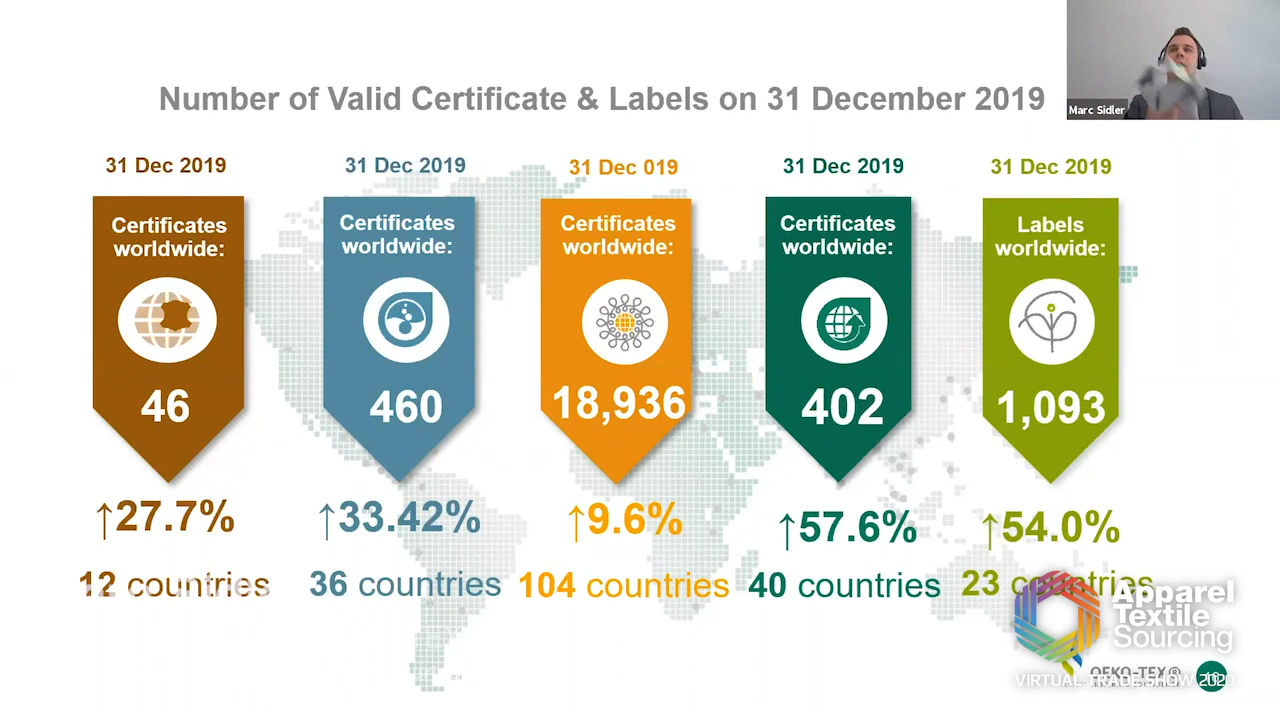 Number of Valid Certificate & Labels on 31 December 2019
Marc Sidler
31 Dec 2019
31 Dec 2019
31 Dec 019
31 Dec 2019
31 Dec 2019
Certificates
worldwide:
46
Certificates
worldwide:
460
Certificates
worldwide:
18,936
Certificates
worldwide:
402
Labels
worldwide:
1,093
↑27.7%
↑33.42%
↑9.6%
↑57.6%
↑54.0%
12 countries
36 countries
104 countries
40 countries
23 countries
Apparel
Textile
Sourcing
OEKO-TEX®
VIRTUAL TRADE SHOW 2020